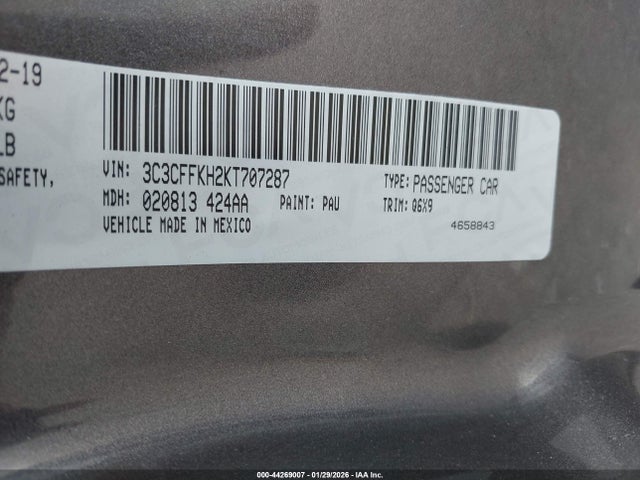 2-19
KG
LB
SAFETY,
VIN: 3C3CFFKH2KT707287
TYPE: PASSENGER CAR
MDH: 020813 424AA PAINT: PAU TRIM: Q6X9
VEHICLE MADE IN MEXICO
4658843
000-44269007 - 01/29/2026 - IAA Inc.